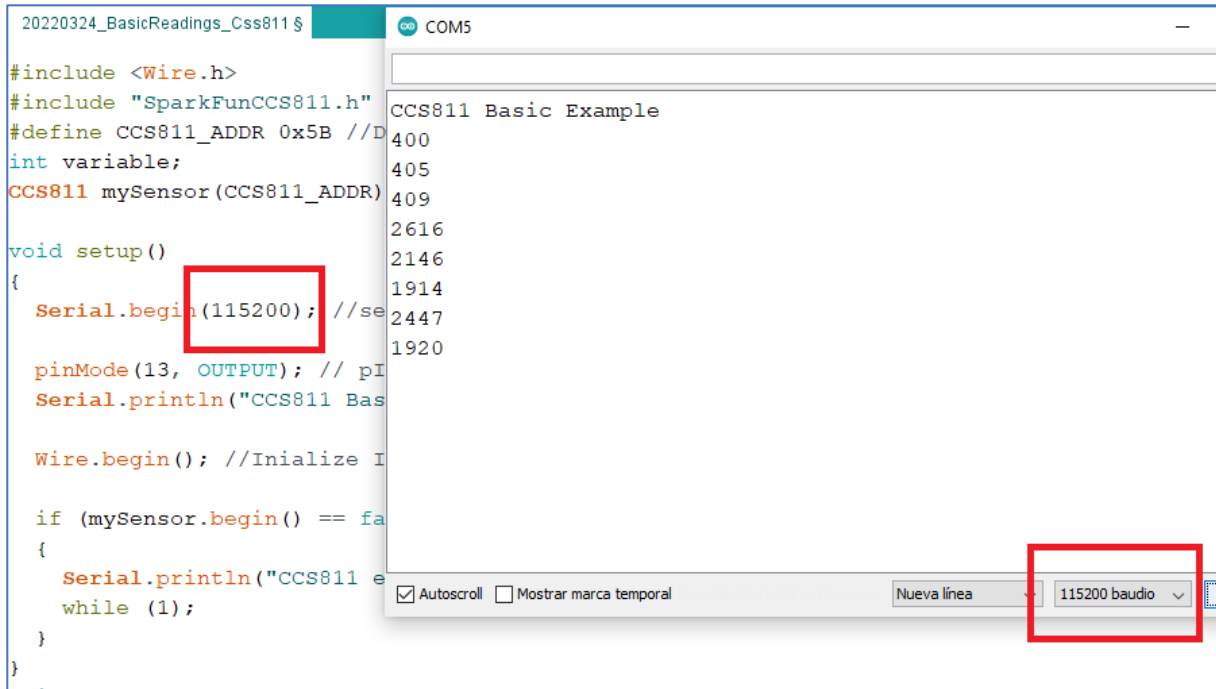 20220324_BasicReadings_Css811 §
#include <Wire.h>
#include "SparkFunCCS811.h"
#define CCS811_ADDR 0x5B //D
int variable;
CCS811 mySensor(CCS811_ADDR)
void setup()
{
Serial.begin(115200); //se
pinMode(13, OUTPUT); // pI
Serial.println("CCS811 Bas
Wire.begin(); //Inialize I
if (mySensor.begin() == fa
{
Serial.println("CCS811 e
while (1);
}
}
COM5
CCS811 Basic Example
400
405
409
2616
2146
1914
2447
1920
Autoscroll
Mostrar marca temporal
Nueva línea
115200 baudio